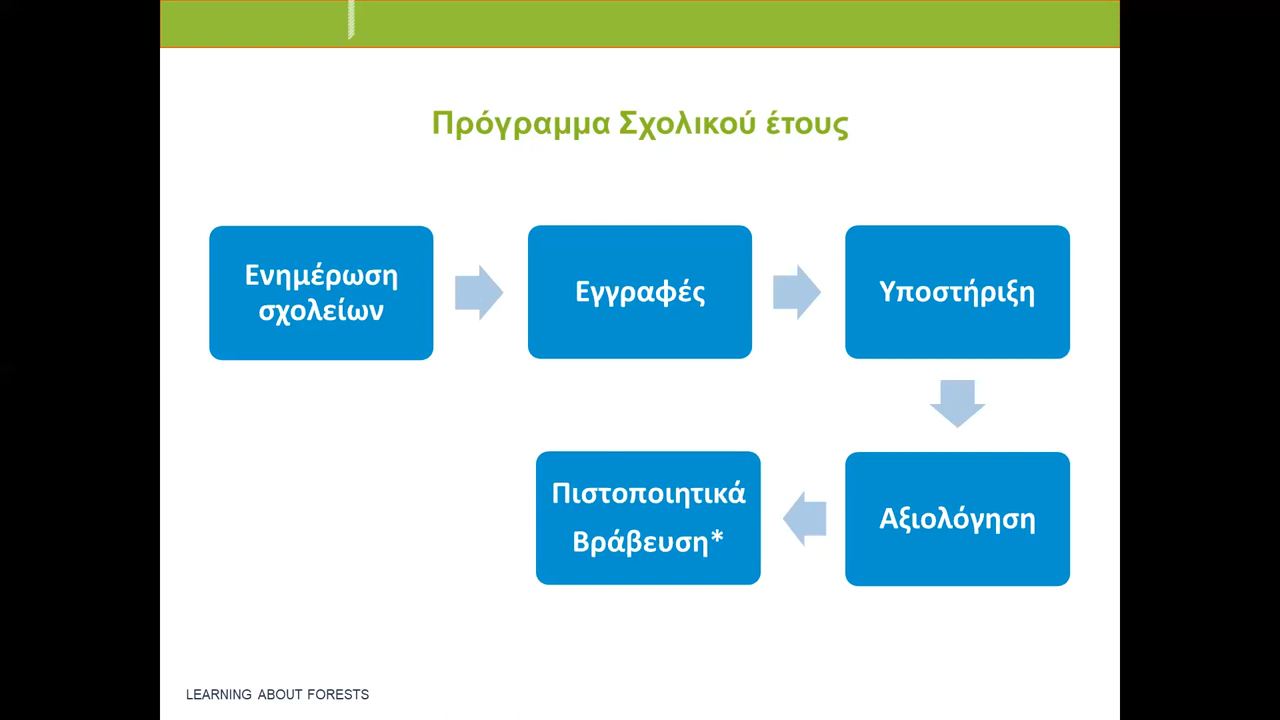 Πρόγραμμα Σχολικού έτους
Ενημέρωση
σχολείων
Εγγραφές
Υποστήριξη
Αξιολόγηση
Πιστοποιητικά
Βράβευση*
LEARNING ABOUT FORESTS